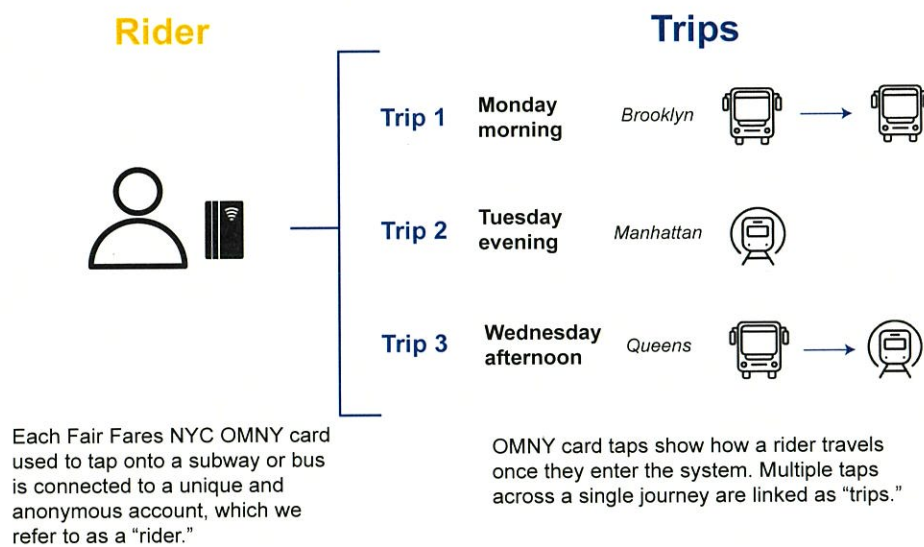 Rider
Trips
Trip 1
Monday
morning
Brooklyn
Trip 2
Tuesday
evening
Manhattan
Trip 3
Wednesday
afternoon
Queens
Each Fair Fares NYC OMNY card
used to tap onto a subway or bus
is connected to a unique and
anonymous account, which we
refer to as a “rider.”
OMNY card taps show how a rider travels
once they enter the system. Multiple taps
across a single journey are linked as “trips.”